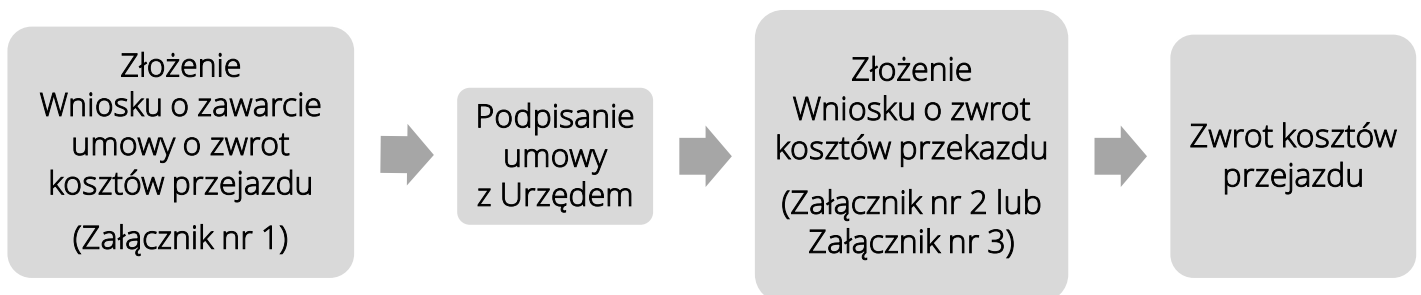 Złożenie
Wniosku o zawarcie
umowy o zwrot
kosztów przejazdu
(Załącznik nr 1)
Podpisanie
umowy
z Urzędem
Złożenie
Wniosku o zwrot
kosztów przekazdu
(Załącznik nr 2 lub
Załącznik nr 3)
Zwrot kosztów
przejazdu